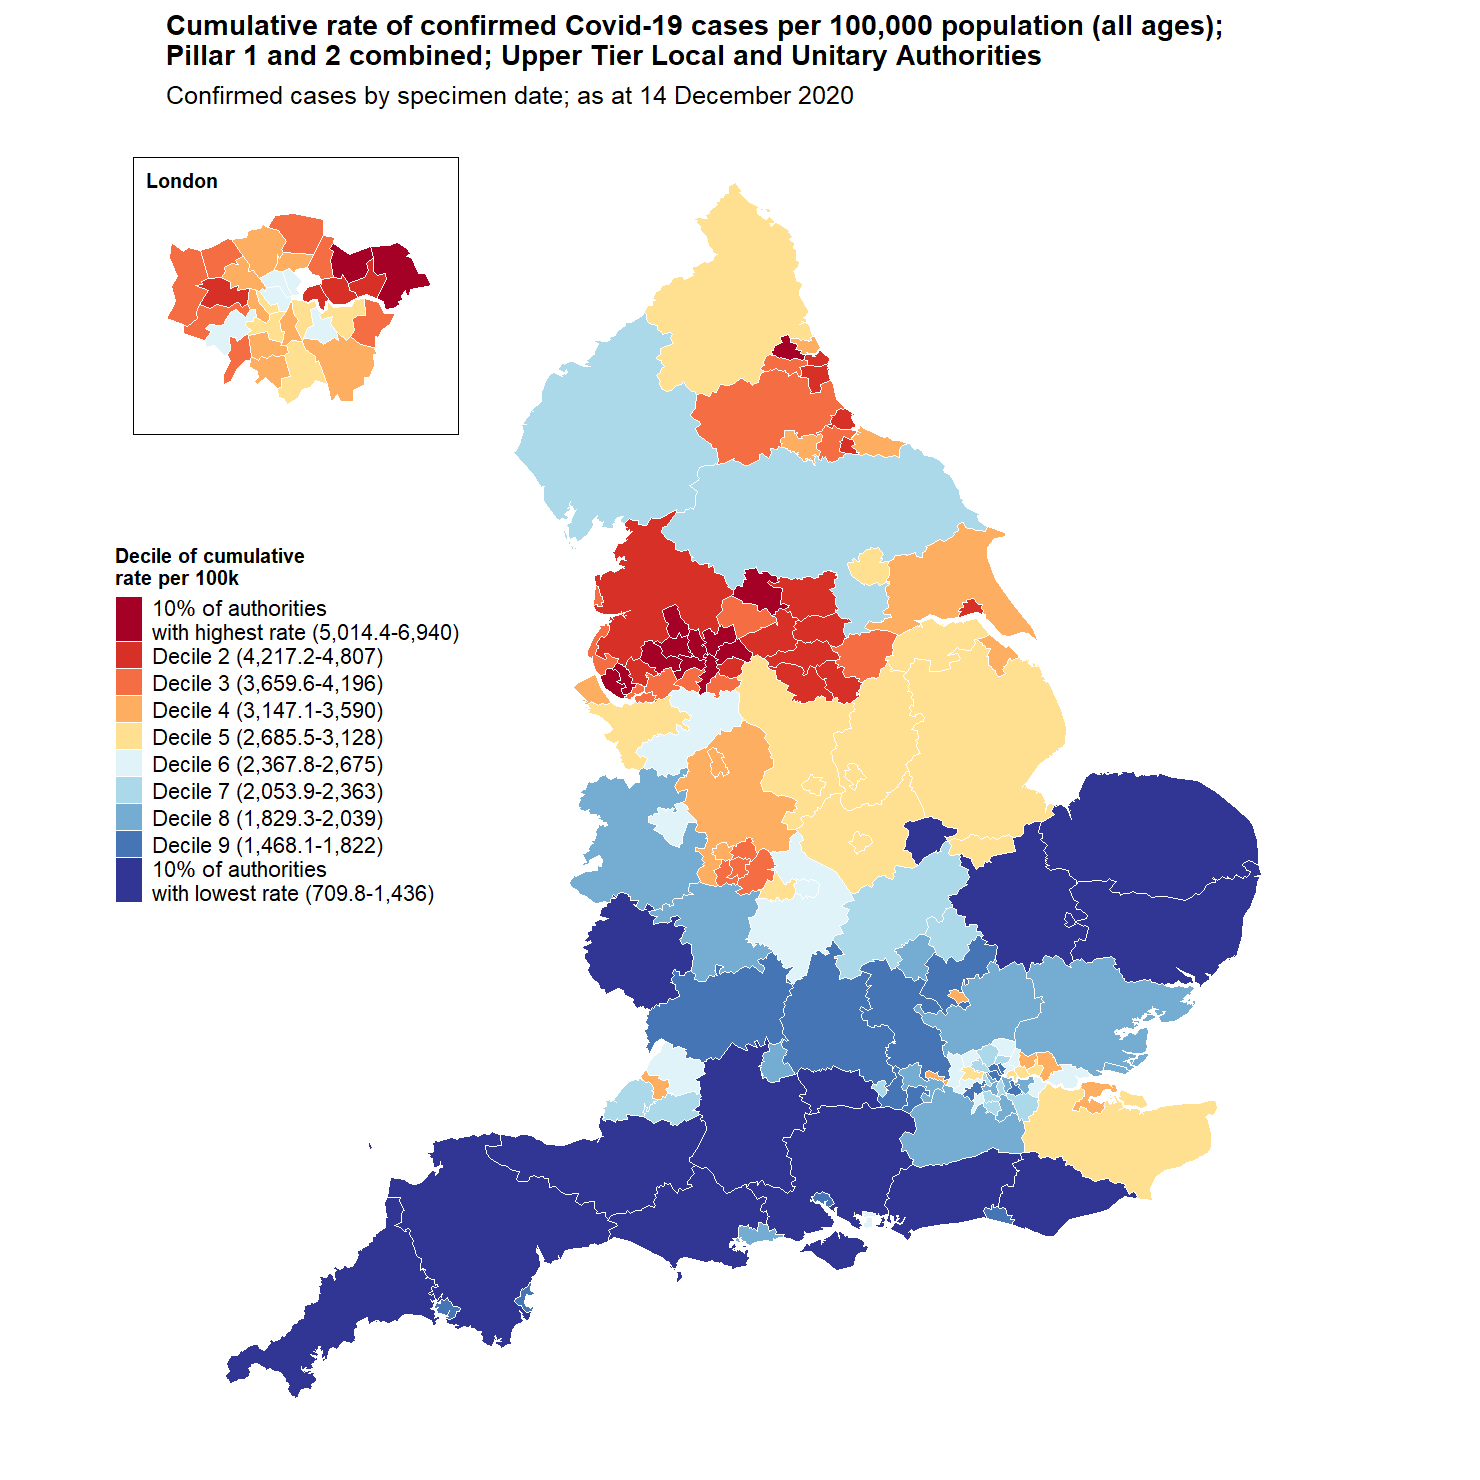 Cumulative rate of confirmed Covid-19 cases per 100,000 population (all ages);
Pillar 1 and 2 combined; Upper Tier Local and Unitary Authorities
Confirmed cases by specimen date; as at 14 December 2020
London
Decile of cumulative
rate per 100k
10% of authorities
with highest rate (5,014.4-6,940)
Decile 2 (4,217.2-4,807)
Decile 3 (3,659.6-4,196)
Decile 4 (3,147.1-3,590)
Decile 5 (2,685.5-3,128)
Decile 6 (2,367.8-2,675)
Decile 7 (2,053.9-2,363)
Decile 8 (1,829.3-2,039)
Decile 9 (1,468.1-1,822)
10% of authorities
with lowest rate (709.8-1,436)